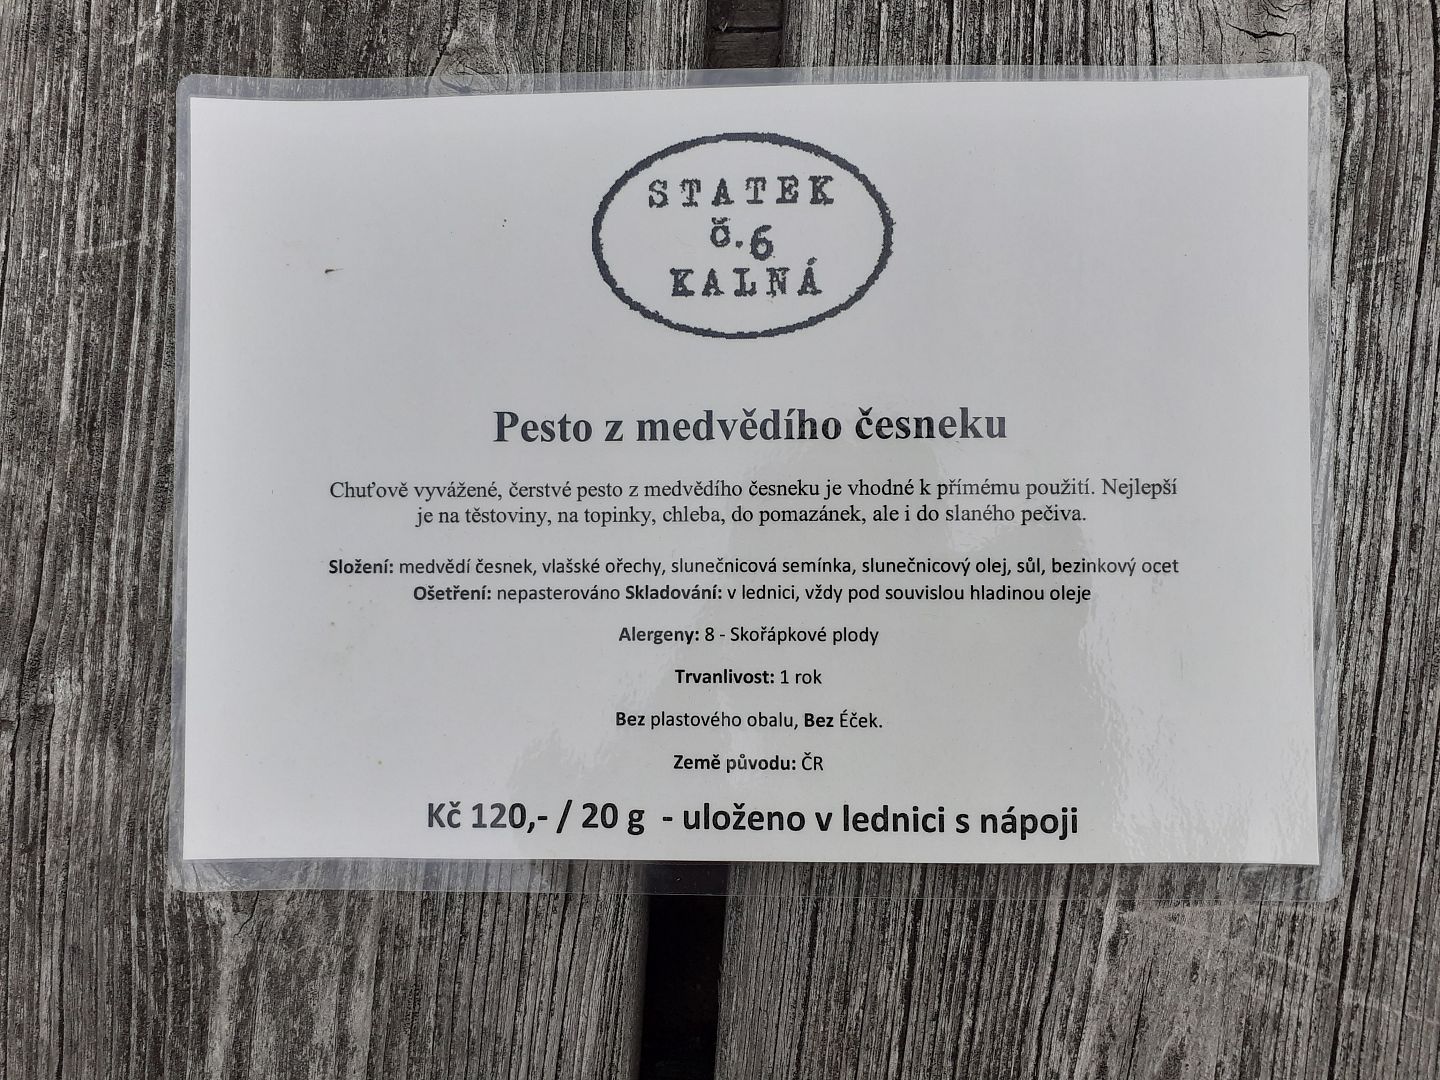 STATEK
č.6
KALNÁ
Pesto z medvědího česneku
Chuťově vyvážené, čerstvé pesto z medvědího česneku je vhodné k přímému použití. Nejlepší
je na těstoviny, na topinky, chleba, do pomazánek, ale i do slaného pečiva.
Složení: medvědí česnek, vlašské ořechy, slunečnicová semínka, slunečnicový olej, sůl, bezinkový ocet
Ošetření: nepasterováno Skladování: v lednici, vždy pod souvislou hladinou oleje
Alergeny: 8 - Skořápkové plody
Trvanlivost: 1 rok
Bez plastového obalu, Bez Éček.
Země původu: ČR
Kč 120,- / 20 g - uloženo v lednici s nápoji